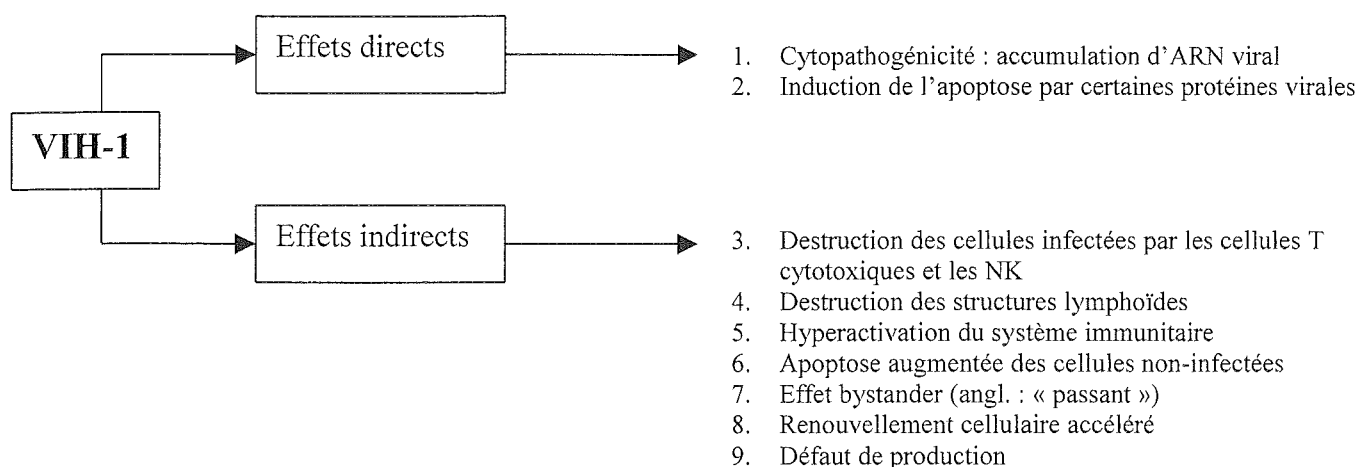 Effets directs
1. Cytopathogénicité : accumulation d'ARN viral
2. Induction de l'apoptose par certaines protéines virales
VIH-1
Effets indirects
3. Destruction des cellules infectées par les cellules T
cytotoxiques et les NK
4. Destruction des structures lymphoïdes
5. Hyperactivation du système immunitaire
6. Apoptose augmentée des cellules non-infectées
7. Effet bystander (angl. : « passant »)
8. Renouvellement cellulaire accéléré
9. Défaut de production